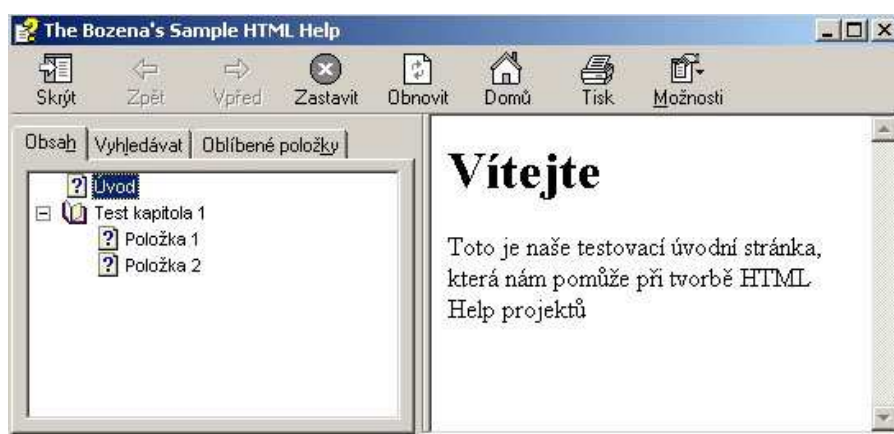 The Bozena's Sample HTML Help
Skrýt Zpět Vpřed Zastavit Obnovit Domů Tisk Možnosti
Obsah Vyhledávat Oblíbené položky
Úvod
Test kapitola 1
Položka 1
Položka 2
Vítejte
Toto je naše testovací úvodní stránka,
která nám pomůže při tvorbě HTML
Help projektů